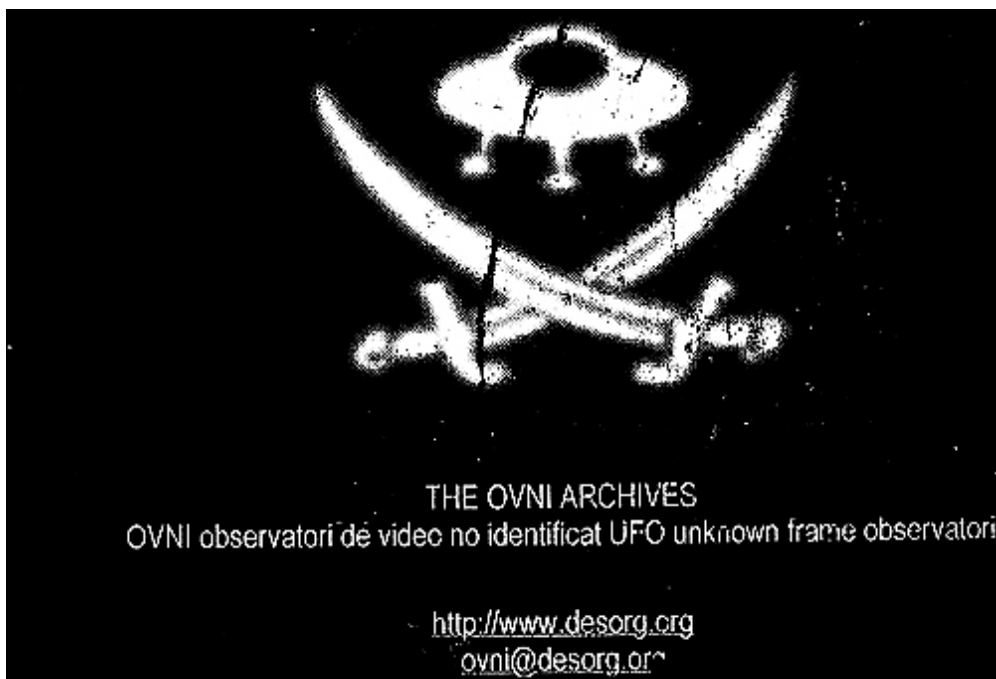 THE OVNI ARCHIVES
OVNI observatori de video no identificat UFO unknown frame observatori
http://www.desorg.org
ovni@desorg.org